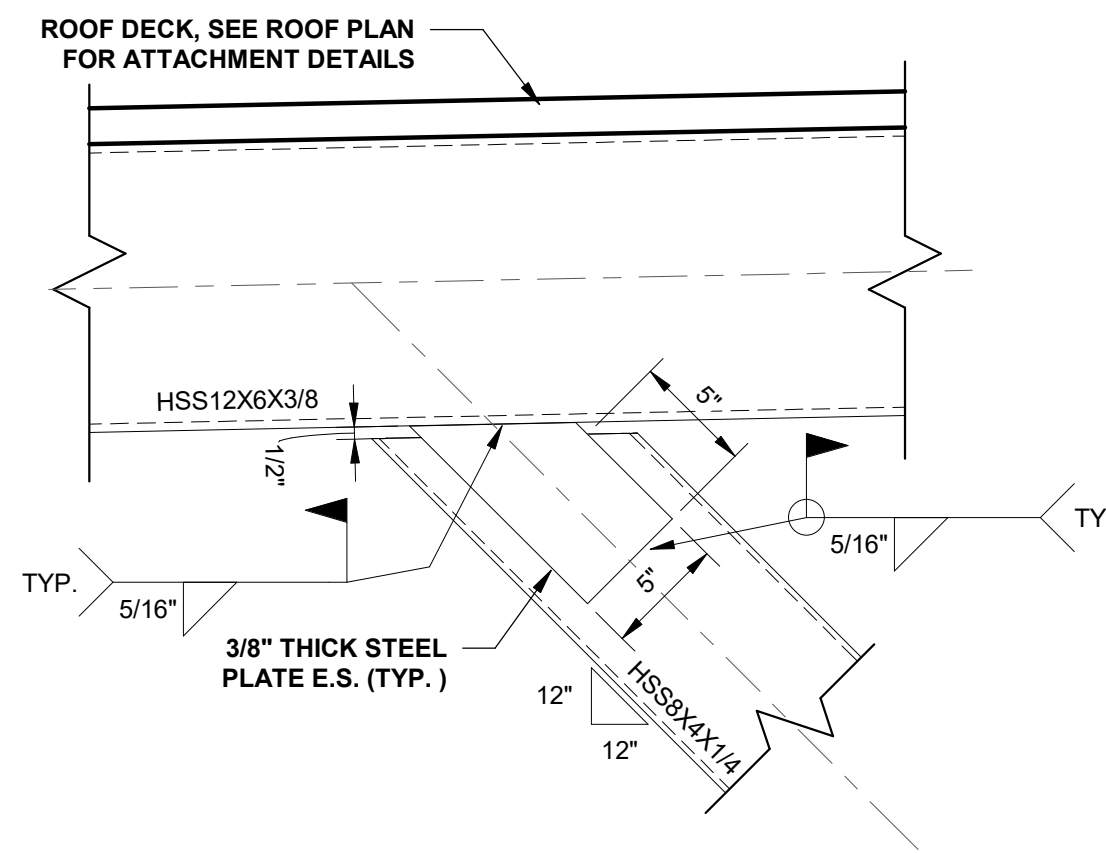 ROOF DECK, SEE ROOF PLAN
FOR ATTACHMENT DETAILS
HSS12X6X3/8
5"
1/2"
TY
5/16"
TYP.
5/16"
5"
3/8" THICK STEEL
PLATE E.S. (TYP. )
HSS8X4X1/4
12"
12"